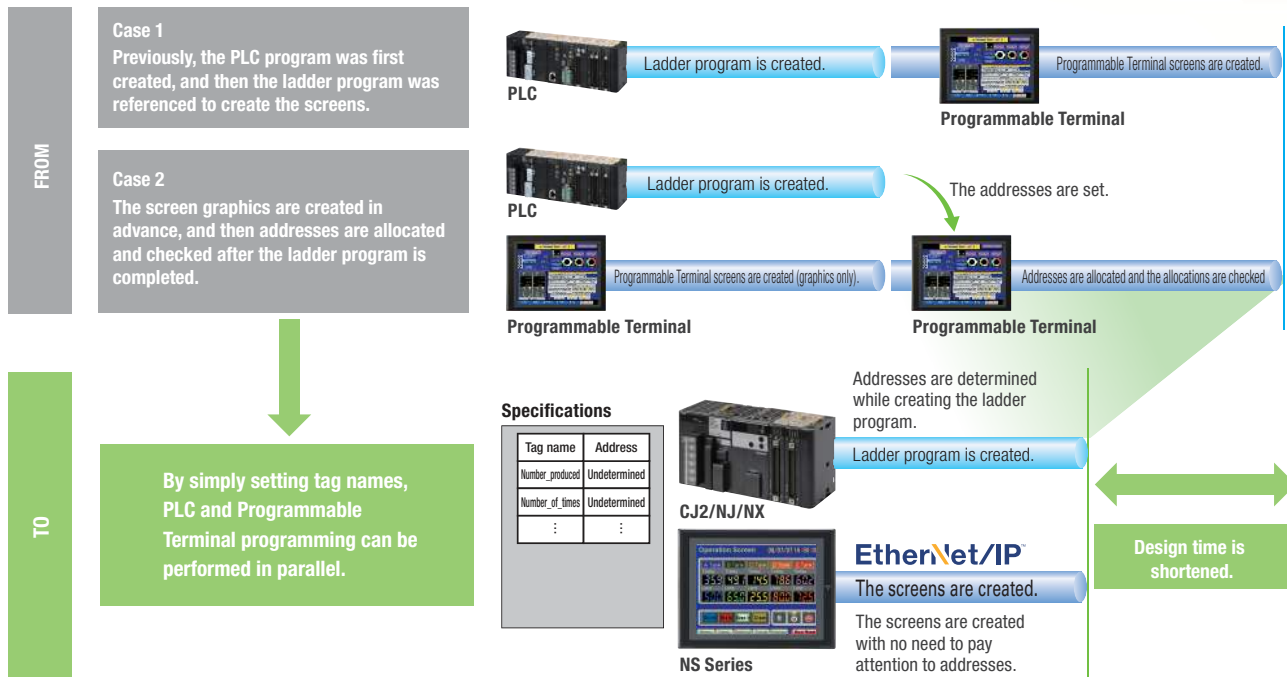 FROM
Case 1
Previously, the PLC program was first
created, and then the ladder program was
referenced to create the screens.
PLC
Ladder program is created.
Programmable Terminal screens are created.
Programmable Terminal
Case 2
The screen graphics are created in
advance, and then addresses are allocated
and checked after the ladder program is
completed.
PLC
Ladder program is created.
The addresses are set.
Programmable Terminal screens are created (graphics only).
Addresses are allocated and the allocations are checked
Programmable Terminal
Programmable Terminal
TO
By simply setting tag names,
PLC and Programmable
Terminal programming can be
performed in parallel.
Specifications
Tag name Address
Number_produced Undetermined
Number_of_times Undetermined
⋮ ⋮
Addresses are determined
while creating the ladder
program.
Ladder program is created.
CJ2/NJ/NX
Operation Screen
EtherNet/IP™
The screens are created.
The screens are created
with no need to pay
attention to addresses.
NS Series
Design time is
shortened.